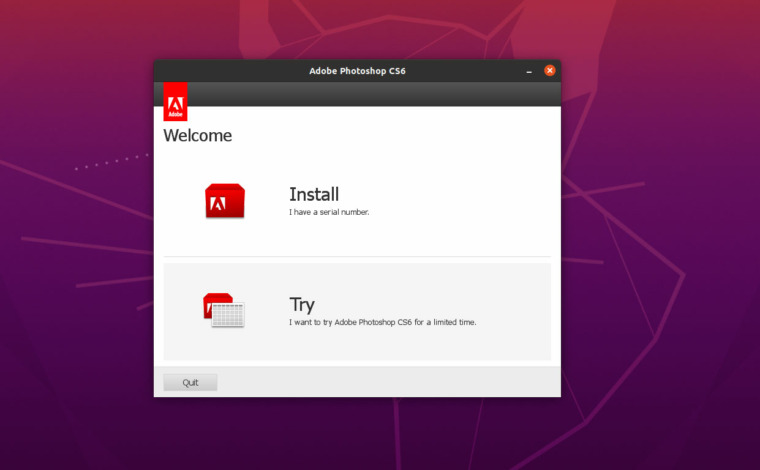 Adobe Photoshop CS6
Adobe
Welcome
Install
I have a serial number.
Try
I want to try Adobe Photoshop CS6 for a limited time.
Quit